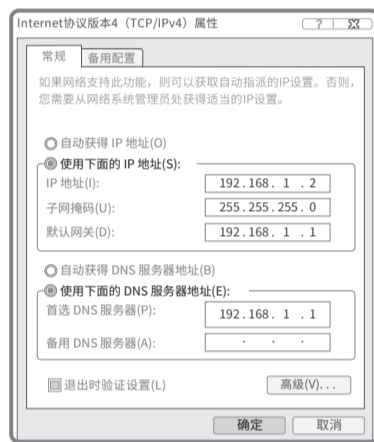 Internet协议版本4（TCP/IPv4）属性
常规 备用配置
如果网络支持此功能，则可以获取自动指派的IP设置。否则，
您需要从网络系统管理员处获得适当的IP设置。
自动获得 IP 地址(O)
使用下面的 IP 地址(S):
IP 地址(I): 192.168. 1 .2
子网掩码(U): 255.255.255.0
默认网关(D): 192.168. 1 .1
自动获得 DNS 服务器地址(B)
使用下面的 DNS 服务器地址(E):
首选 DNS 服务器(P): 192.168. 1 .1
备用 DNS 服务器(A): . . .
退出时验证设置(L) 高级(V)...
确定 取消